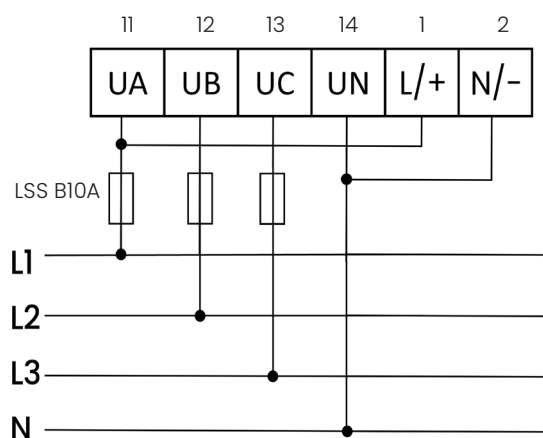 11 12 13 14 1 2
UA UB UC UN L/+ N/-
LSS B10A
L1
L2
L3
N